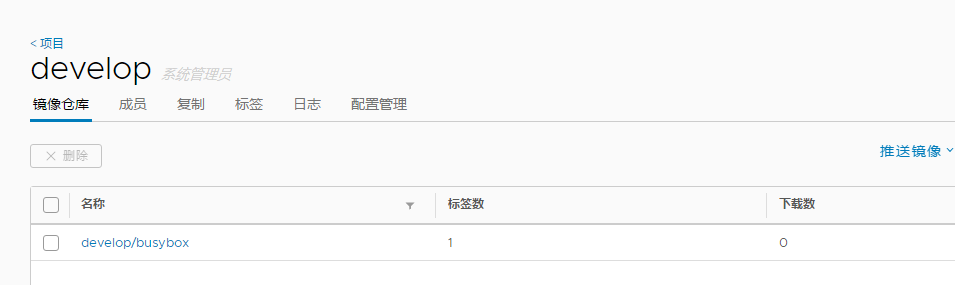 < 项目
develop 系统管理员
镜像仓库 成员 复制 标签 日志 配置管理
删除 推送镜像
名称 标签数 下载数
develop/busybox 1 0